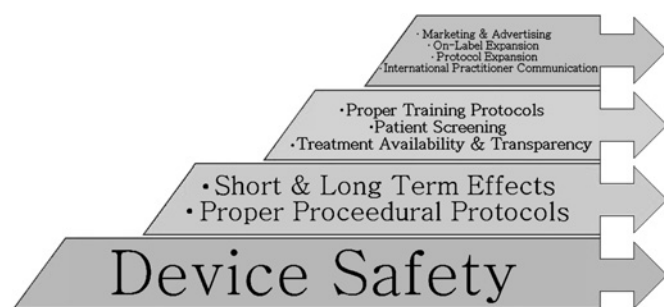 ·Marketing & Advertising
·On-Label Expansion
·Protocol Expansion
·International Practitioner Communication
·Proper Training Protocols
·Patient Screening
·Treatment Availability & Transparency
·Short & Long Term Effects
·Proper Proceedural Protocols
Device Safety